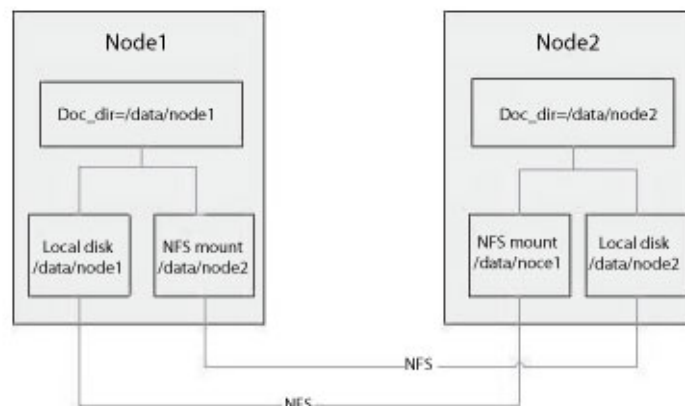 Node1
Doc_dir=/data/node1
Local disk
/data/node1
NFS mount
/data/node2
Node2
Doc_dir=/data/node2
NFS mount
/data/noce1
Local disk
/data/node2
NFS
NFS